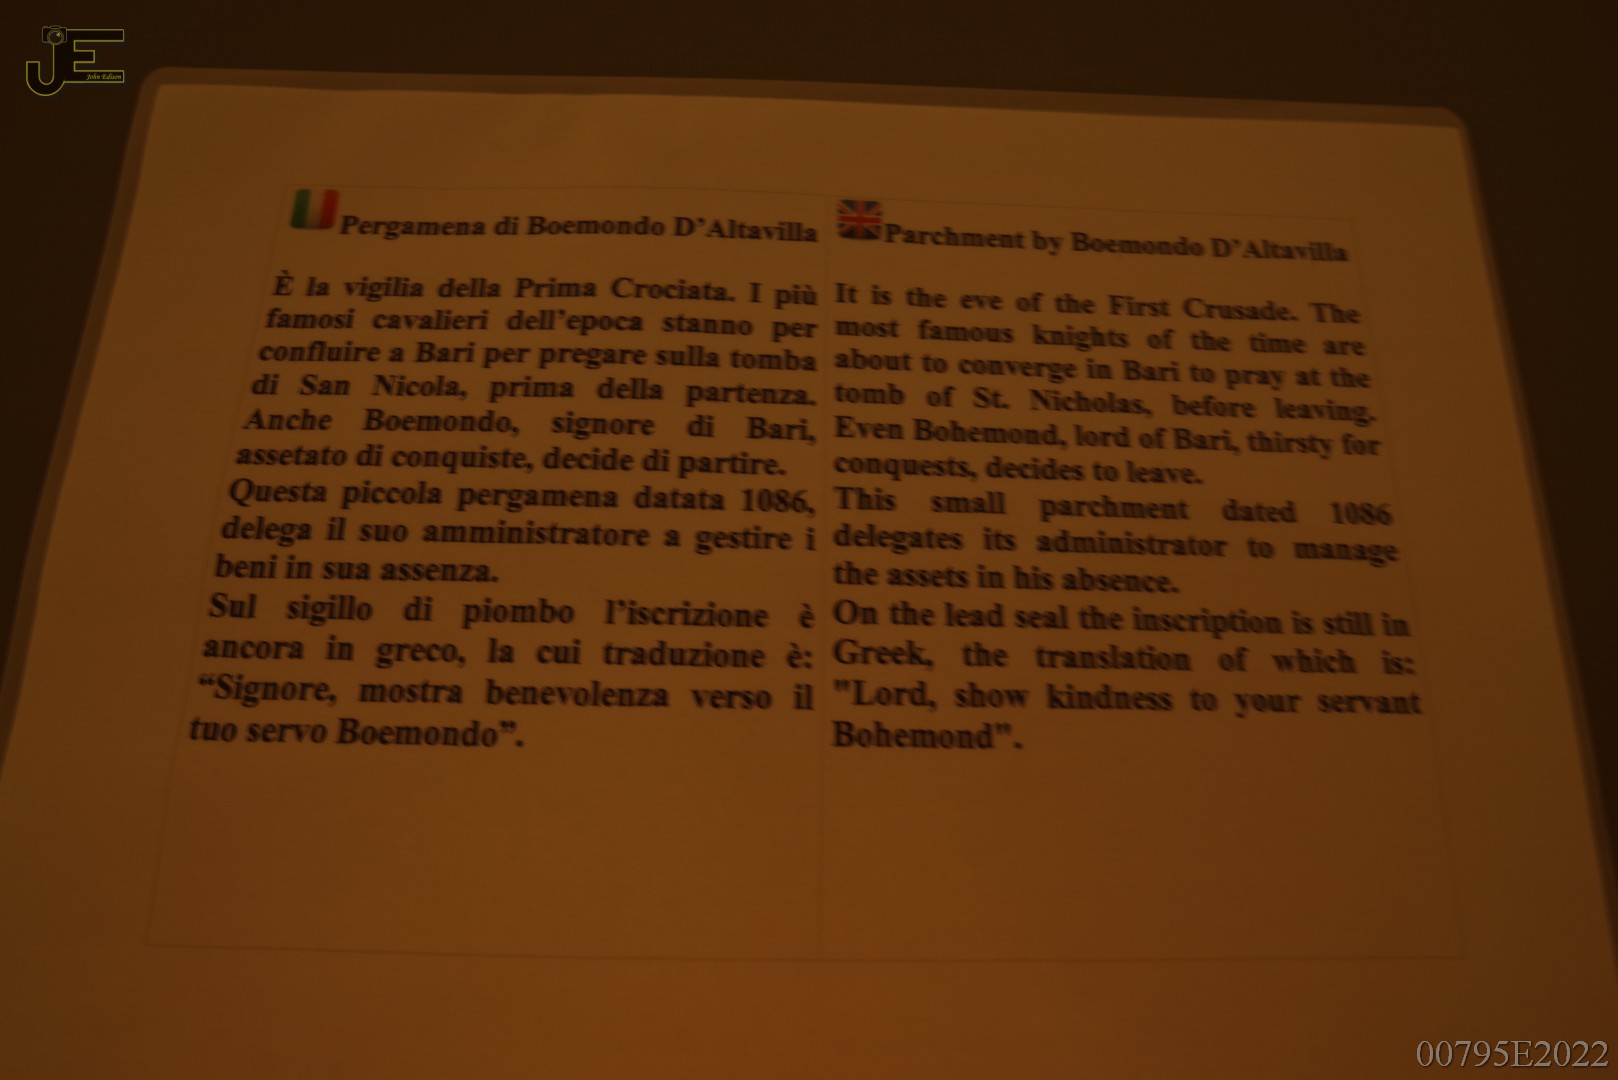 JE
John Edison
Pergamena di Boemondo D’Altavilla
È la vigilia della Prima Crociata. I più
famosi cavalieri dell’epoca stanno per
confluire a Bari per pregare sulla tomba
di San Nicola, prima della partenza.
Anche Boemondo, signore di Bari,
assetato di conquiste, decide di partire.
Questa piccola pergamena datata 1086,
delega il suo amministratore a gestire i
beni in sua assenza.
Sul sigillo di piombo l’iscrizione è
ancora in greco, la cui traduzione è:
“Signore, mostra benevolenza verso il
tuo servo Boemondo”.
Parchment by Boemondo D’Altavilla
It is the eve of the First Crusade. The
most famous knights of the time are
about to converge in Bari to pray at the
tomb of St. Nicholas, before leaving.
Even Bohemond, lord of Bari, thirsty for
conquests, decides to leave.
This small parchment dated 1086
delegates its administrator to manage
the assets in his absence.
On the lead seal the inscription is still in
Greek, the translation of which is:
"Lord, show kindness to your servant
Bohemond".
00795E2022